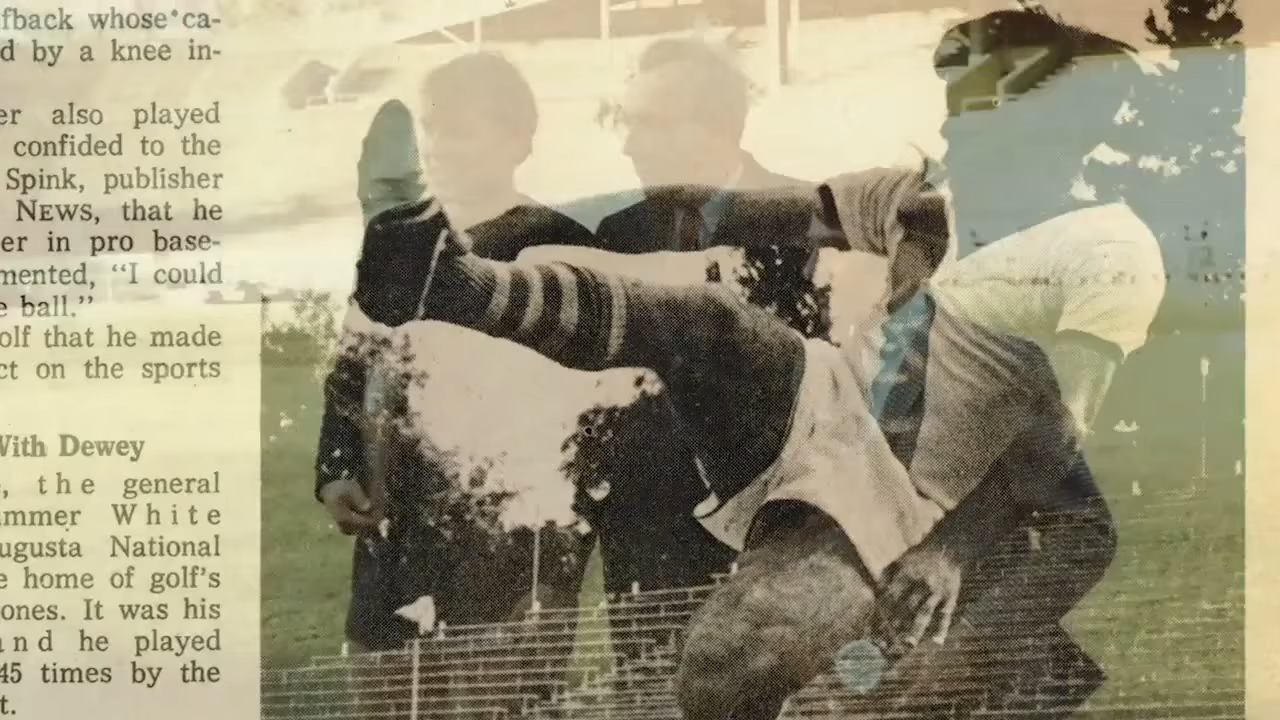 fback whose ca-
d by a knee in-
er also played
confided to the
Spink, publisher
NEWS, that he
er in pro base-
mented, “I could
e ball.”
olf that he made
ct on the sports
With Dewey
, the general
ummer White
ugusta National
e home of golf's
ones. It was his
and he played
45 times by the
t.